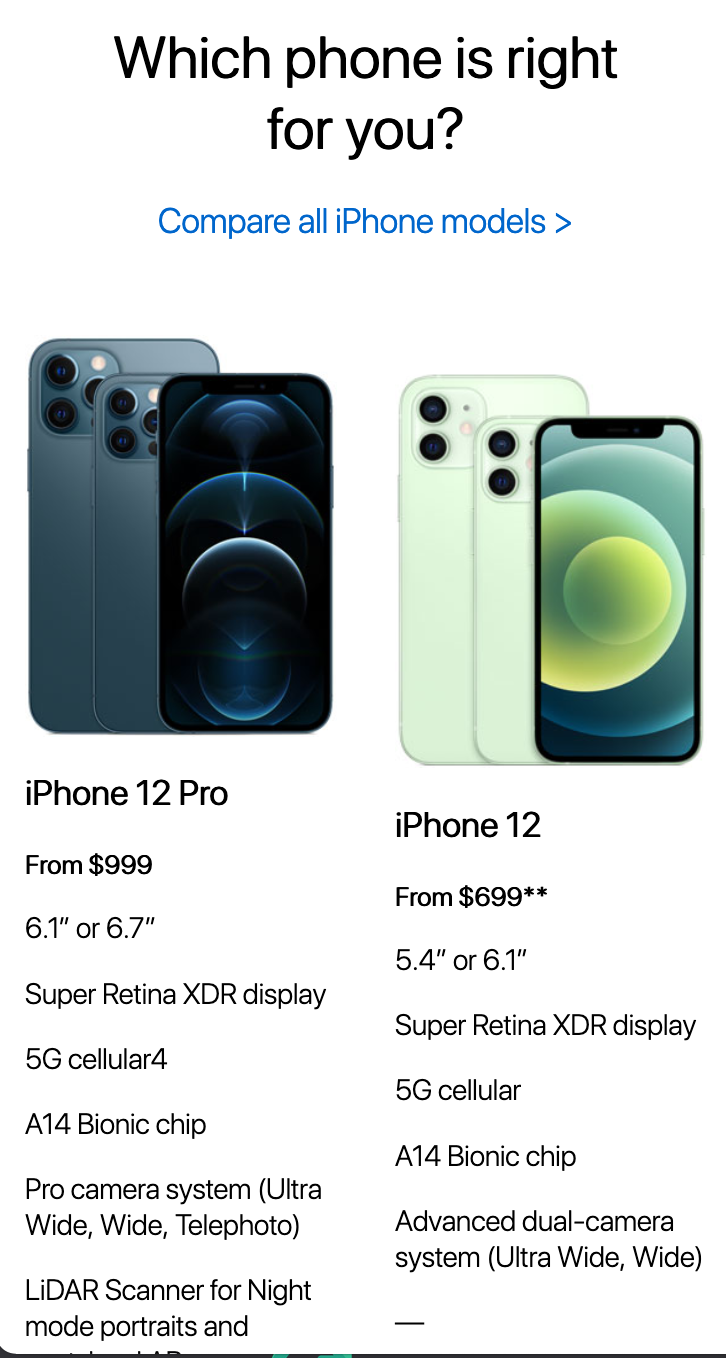 Which phone is right
for you?
Compare all iPhone models >
iPhone 12 Pro
From $999
6.1″ or 6.7″
Super Retina XDR display
5G cellular4
A14 Bionic chip
Pro camera system (Ultra
Wide, Wide, Telephoto)
LiDAR Scanner for Night
mode portraits and
iPhone 12
From $699**
5.4″ or 6.1″
Super Retina XDR display
5G cellular
A14 Bionic chip
Advanced dual-camera
system (Ultra Wide, Wide)
—